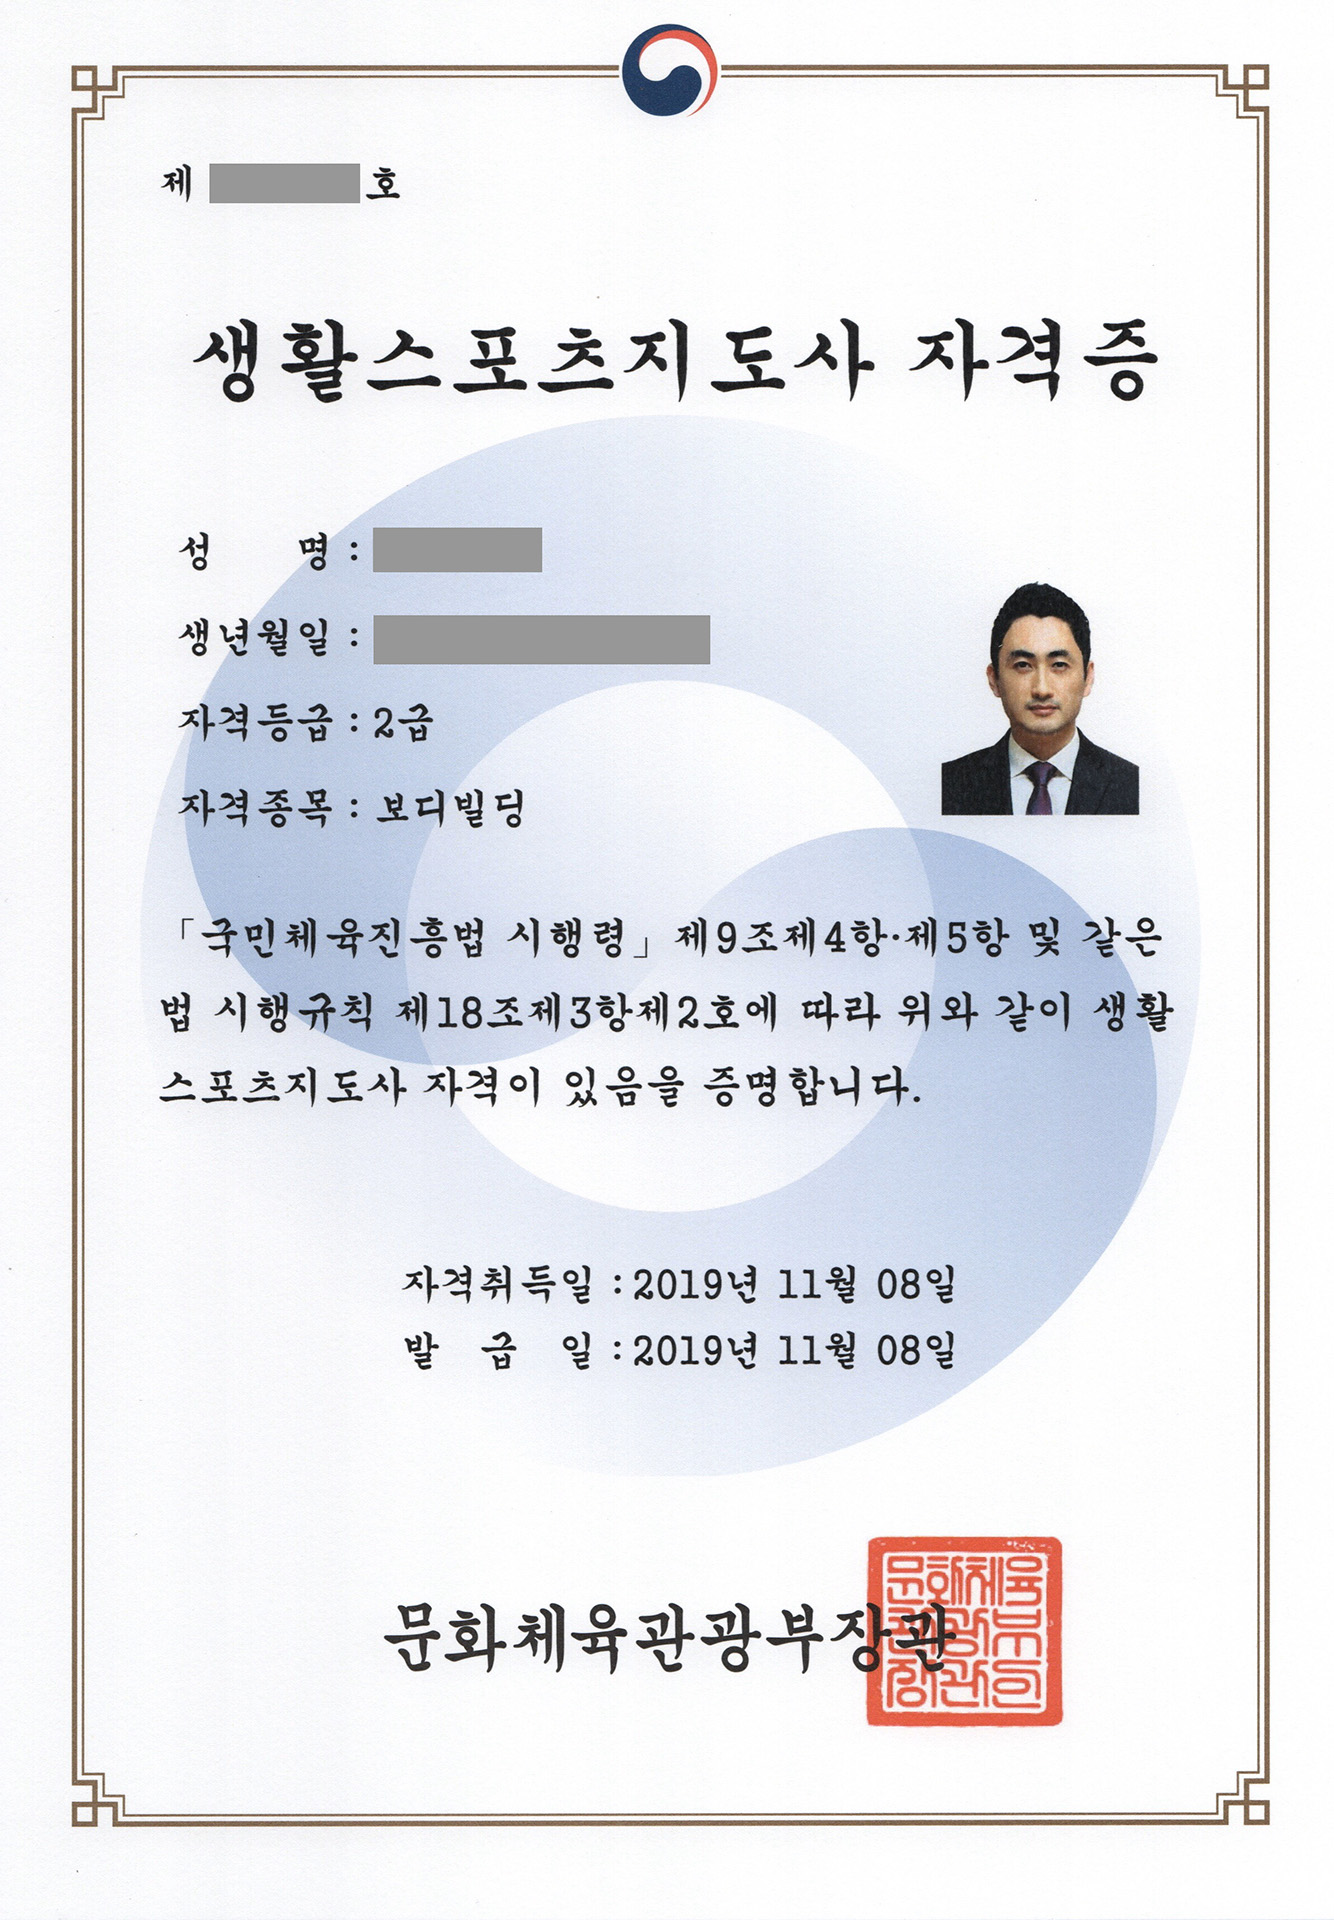 제 호
생활스포츠지도사 자격증
성 명 :
생년월일 :
자격등급 : 2급
자격종목 : 보디빌딩
「국민체육진흥법 시행령」 제9조제4항·제5항 및 같은
법 시행규칙 제18조제3항제2호에 따라 위와 같이 생활
스포츠지도사 자격이 있음을 증명합니다.
자격취득일 : 2019년 11월 08일
발 급 일 : 2019년 11월 08일
문화체육관광부장관
문화체육
관광부
장관의